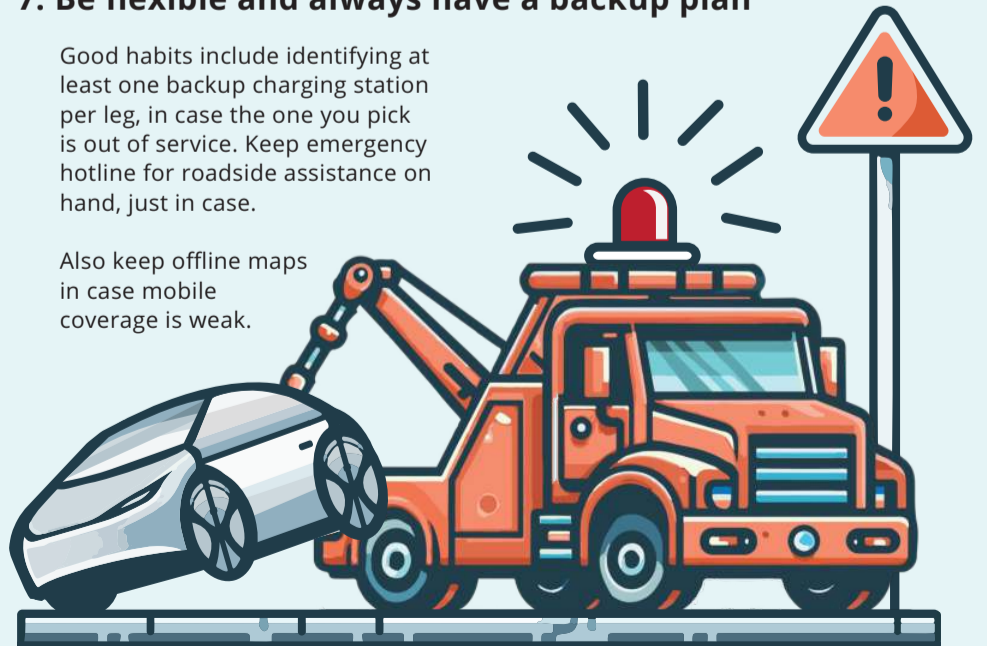 7. Be flexible and always have a backup plan
Good habits include identifying at
least one backup charging station
per leg, in case the one you pick
is out of service. Keep emergency
hotline for roadside assistance on
hand, just in case.
Also keep offline maps
in case mobile
coverage is weak.
!